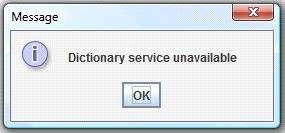 Message
Dictionary service unavailable
OK